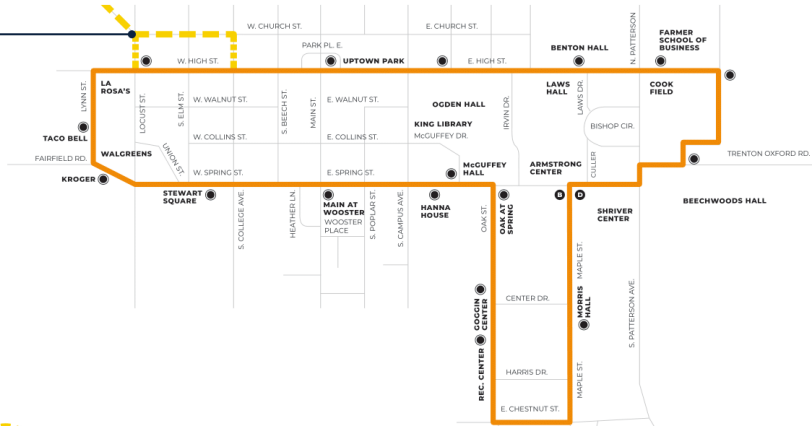 W. CHURCH ST.
E. CHURCH ST.
N. PATTERSON
FARMER
SCHOOL OF
BUSINESS
PARK PL. E.
BENTON HALL
W. HIGH ST.
UPTOWN PARK
E. HIGH ST.
LA
ROSA'S
LYNN ST.
LOCUST ST.
S. ELM ST.
W. WALNUT ST.
S. BEECH ST.
MAIN ST.
E. WALNUT ST.
OGDEN HALL
IRVIN DR.
LAWS
HALL
LAWS DR.
COOK
FIELD
TACO BELL
W. COLLINS ST.
E. COLLINS ST.
KING LIBRARY
McGUFFEY DR.
BISHOP CIR.
FAIRFIELD RD.
WALGREENS
UNION ST.
TRENTON OXFORD RD.
KROGER
W. SPRING ST.
E. SPRING ST.
McGUFFEY
HALL
ARMSTRONG
CENTER
CULLER
STEWART
SQUARE
S. COLLEGE AVE.
HEATHER LN.
MAIN AT
WOOSTER
WOOSTER
PLACE
S. POPLAR ST.
S. CAMPUS AVE.
HANNA
HOUSE
OAK ST.
OAK AT
SPRING
B
D
SHRIVER
CENTER
BEECHWOODS HALL
MAPLE ST.
GOGGIN
CENTER
CENTER DR.
MORRIS
HALL
S. PATTERSON AVE.
REC. CENTER
HARRIS DR.
MAPLE ST.
E. CHESTNUT ST.